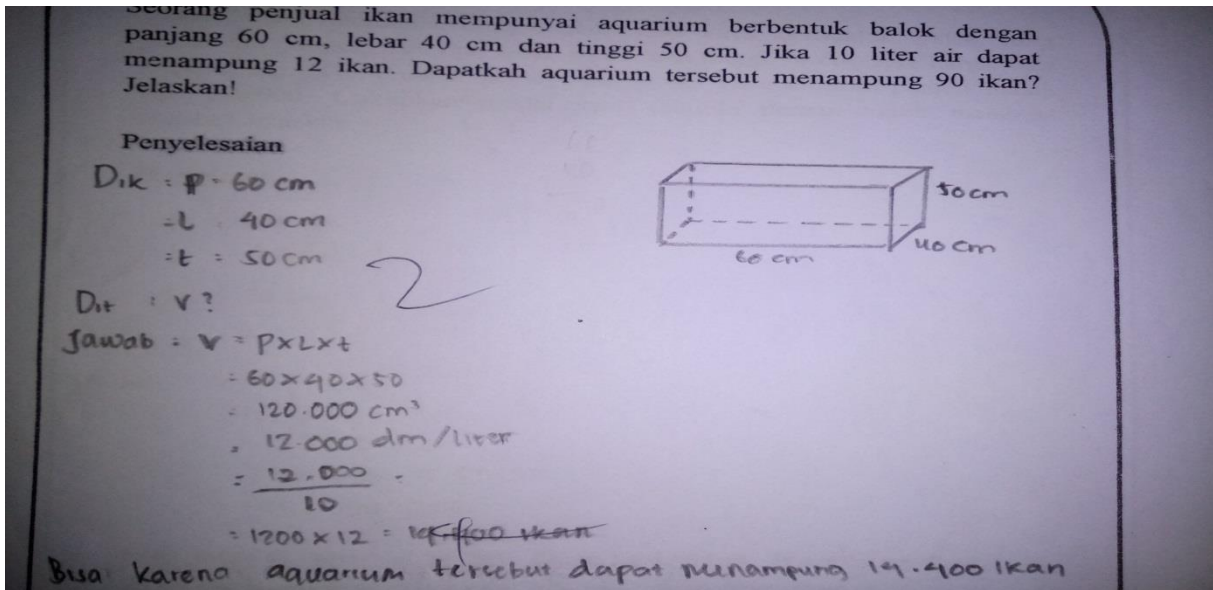 Seorang penjual ikan mempunyai aquarium berbentuk balok dengan
panjang 60 cm, lebar 40 cm dan tinggi 50 cm. Jika 10 liter air dapat
menampung 12 ikan. Dapatkah aquarium tersebut menampung 90 ikan?
Jelaskan!
Penyelesaian
Dik : P = 60 cm
= L 40 cm
= t = 50 cm
50 cm
40 cm
60 cm
2
Dit : V?
Jawab = V = P x L x t
= 60 x 40 x 50
= 120.000 cm³
= 12.000 dm/liter
= 12.000
10
= 1200 x 12 = ikan
Bisa karena aquarium tersebut dapat menampung 14.400 ikan